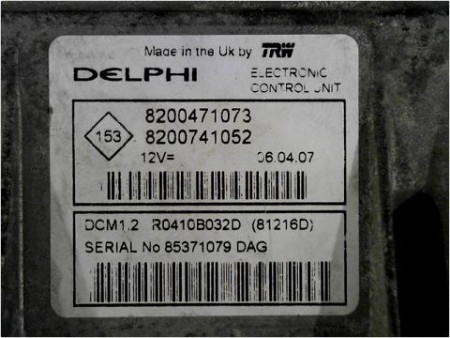 Made in the Uk by TRW
DELPHI
ELECTRONIC
CONTROL UNIT
153
8200471073
8200741052
12V= 06.04.07
DCM1.2 R0410B032D (81216D)
SERIAL No 85371079 DAG